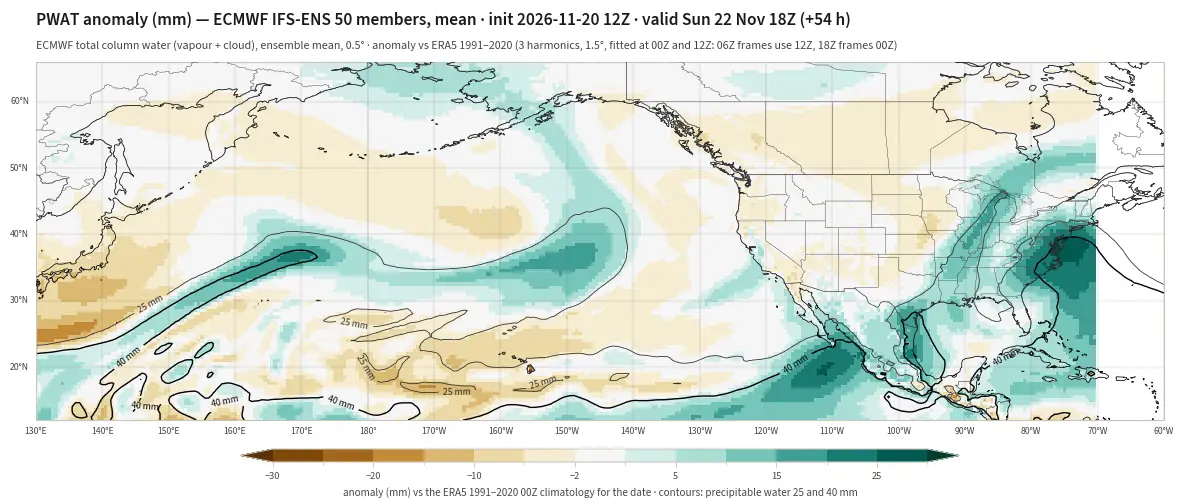 PWAT anomaly (mm) — ECMWF IFS-ENS 50 members, mean · init 2026-11-20 12Z · valid Sun 22 Nov 18Z (+54 h)
ECMWF total column water (vapour + cloud), ensemble mean, 0.5° · anomaly vs ERA5 1991–2020 (3 harmonics, 1.5°, fitted at 00Z and 12Z: 06Z frames use 12Z, 18Z frames 00Z)
60°N
50°N
40°N
30°N
20°N
25 mm
25 mm
40 mm
25 mm
25 mm
25 mm
40 mm
40 mm
40 mm
40 mm
40 mm
40 mm
130°E 140°E 150°E 160°E 170°E 180° 170°W 160°W 150°W 140°W 130°W 120°W 110°W 100°W 90°W 80°W 70°W 60°W
−30 −20 −10 −2 5 15 25
anomaly (mm) vs the ERA5 1991–2020 00Z climatology for the date · contours: precipitable water 25 and 40 mm